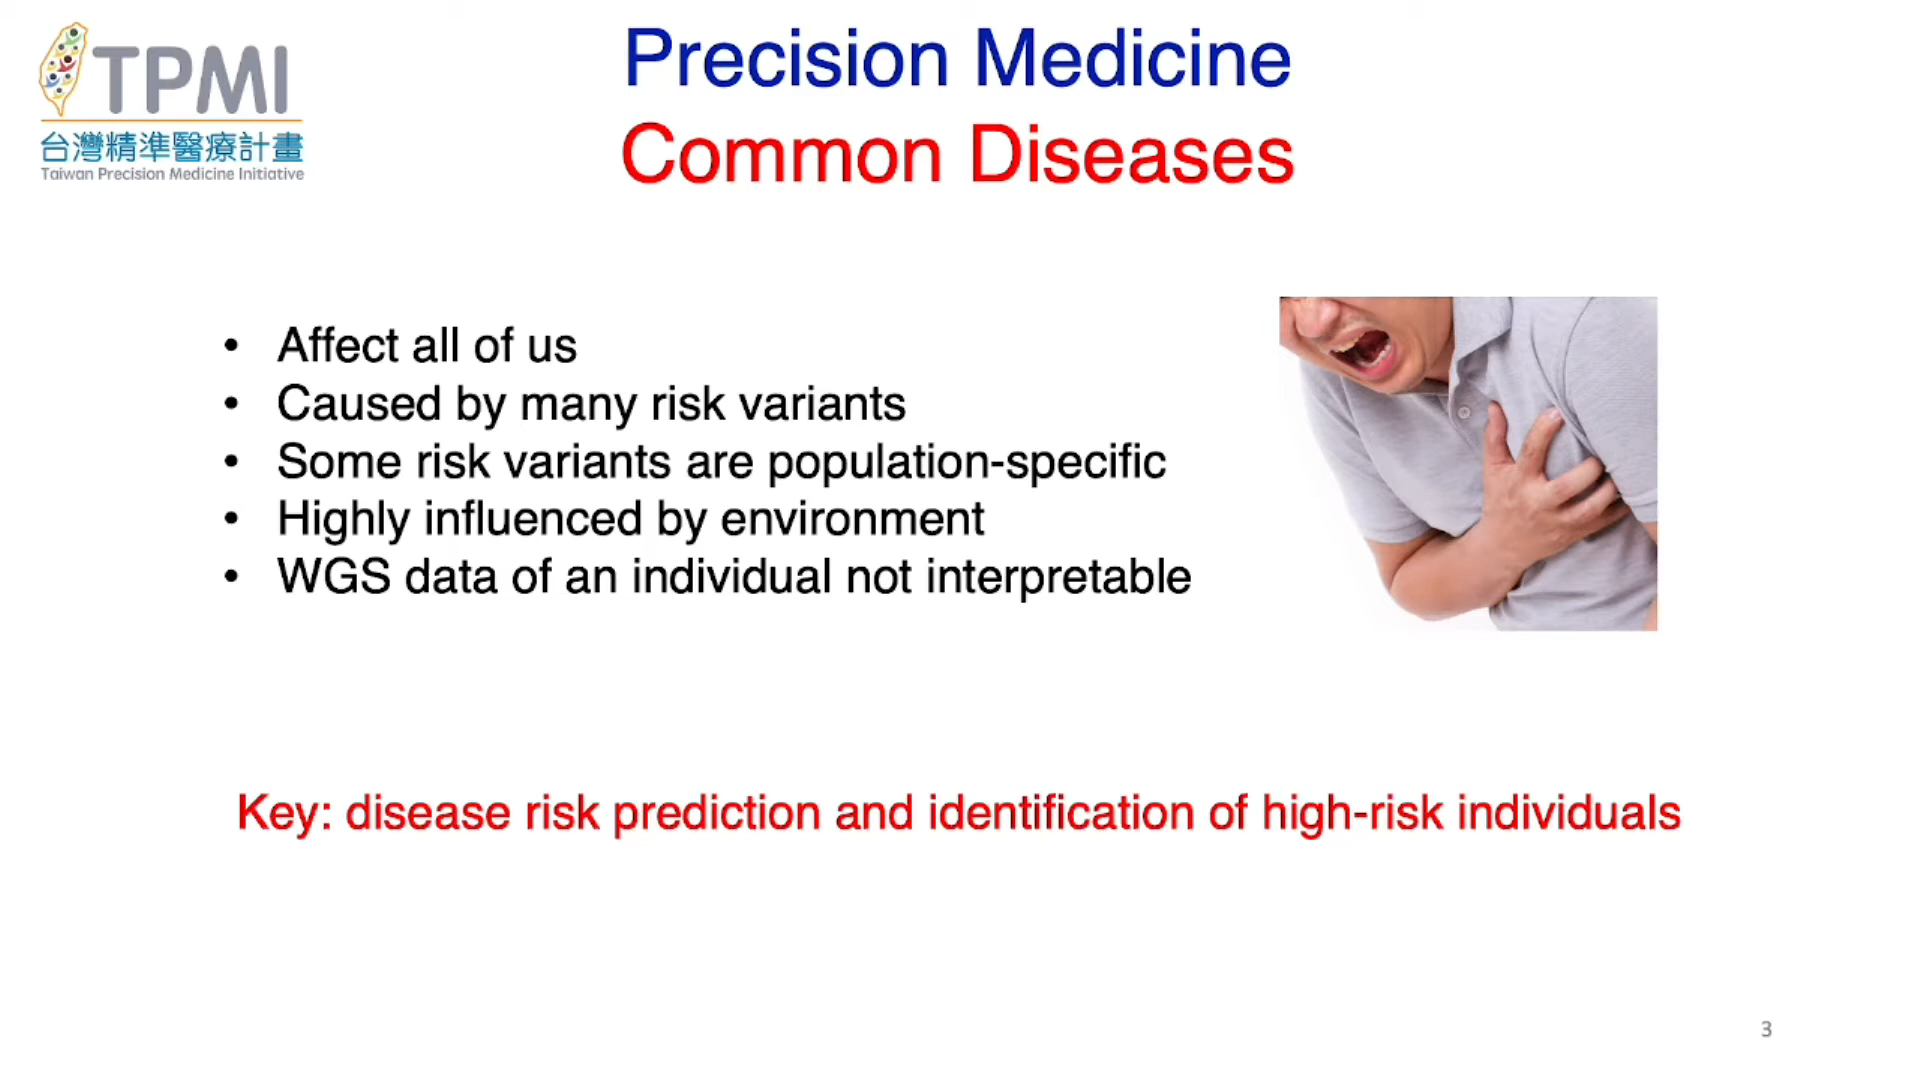 TPMI
台灣精準醫療計畫
Taiwan Precision Medicine Initiative
Precision Medicine
Common Diseases
• Affect all of us
• Caused by many risk variants
• Some risk variants are population-specific
• Highly influenced by environment
• WGS data of an individual not interpretable
Key: disease risk prediction and identification of high-risk individuals
3